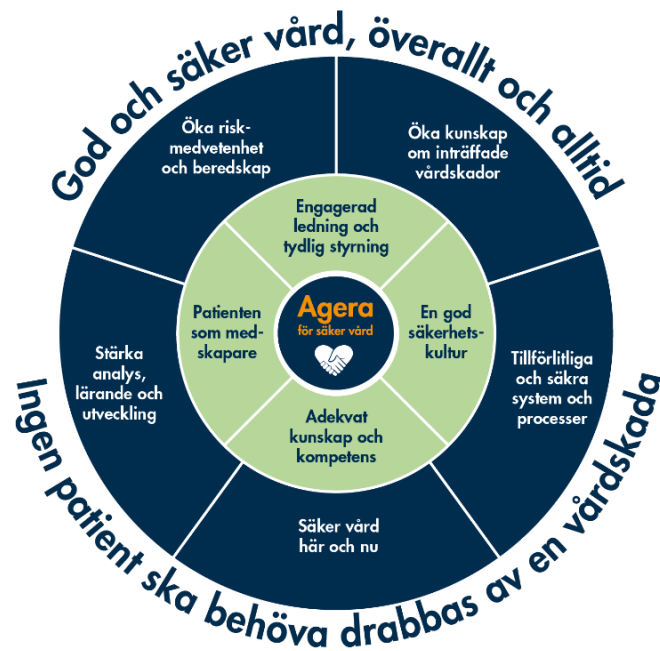 God och säker vård, överallt och alltid
Öka risk-
medvetenhet
och beredskap
Öka kunskap
om inträffade
vårdskador
Engagerad
ledning och
tydlig styrning
Patienten
som med-
skapare
Agera
för säker vård
En god
säkerhets-
kultur
Stärka
analys,
lärande och
utveckling
Tillförlitliga
och säkra
system och
processer
Adekvat
kunskap och
kompetens
Säker vård
här och nu
Ingen patient ska behöva drabbas av en vårdskada